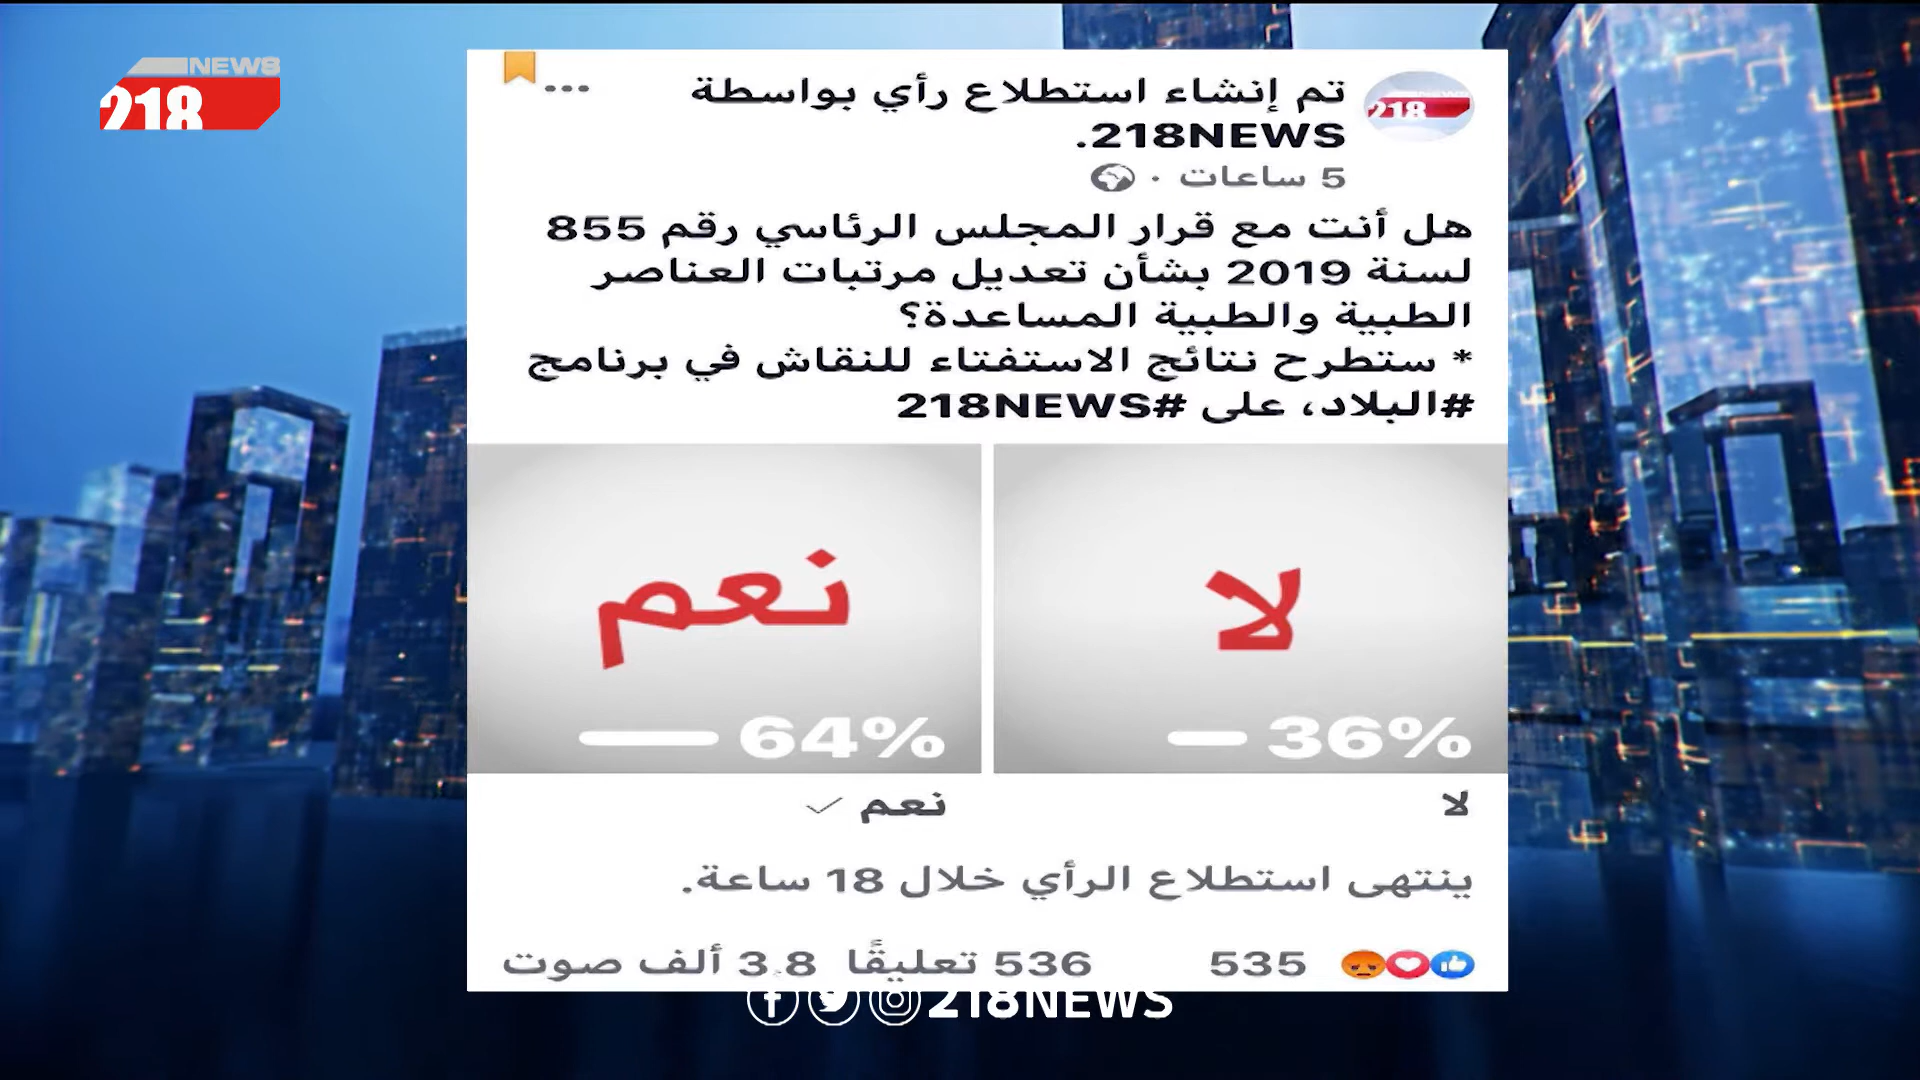 NEWS
218
تم إنشاء استطلاع رأي بواسطة
218NEWS.
5 ساعات ·
218
هل أنت مع قرار المجلس الرئاسي رقم 855
لسنة 2019 بشأن تعديل مرتبات العناصر
الطبية والطبية المساعدة؟
* ستطرح نتائج الاستفتاء للنقاش في برنامج
#البلاد، على #218NEWS
لا
نعم
36%
64%
لا
نعم
ينتهى استطلاع الرأي خلال 18 ساعة.
535
536 تعليقًا 3.8 ألف صوت
218NEWS